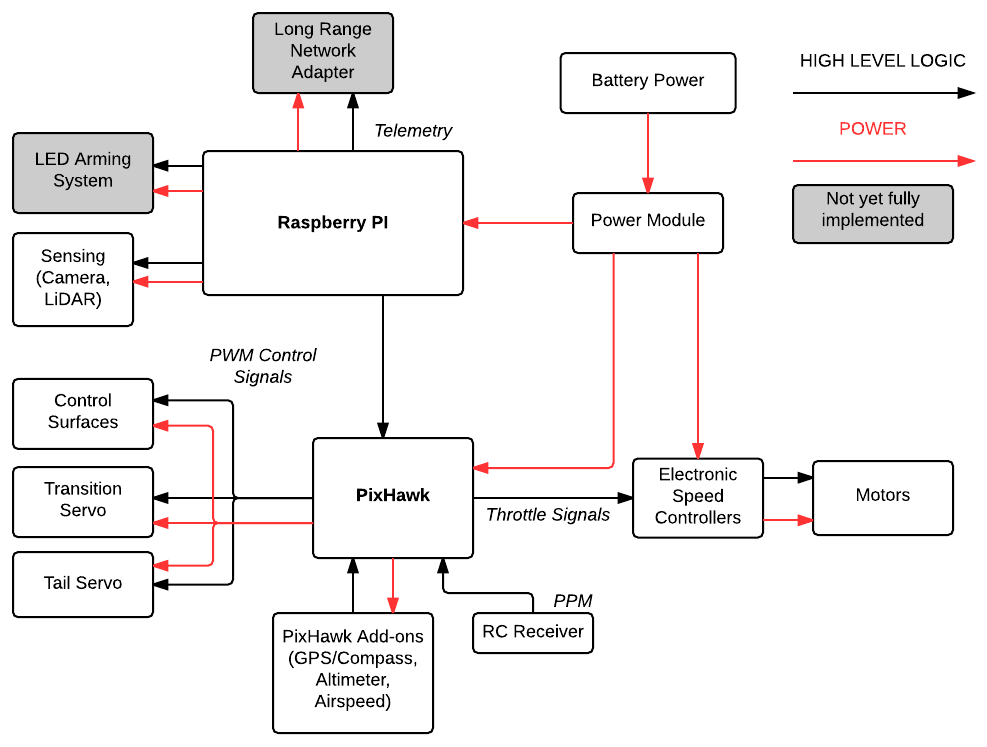 Long Range
Network
Adapter
Battery Power
HIGH LEVEL LOGIC
Telemetry
POWER
LED Arming
System
Raspberry PI
Power Module
Not yet fully
implemented
Sensing
(Camera,
LiDAR)
PWM Control
Signals
Control
Surfaces
Transition
Servo
PixHawk
Throttle Signals
Electronic
Speed
Controllers
Motors
Tail Servo
PPM
PixHawk Add-ons
(GPS/Compass,
Altimeter,
Airspeed)
RC Receiver